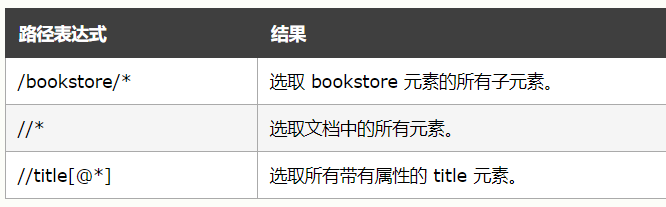 路径表达式 结果
/bookstore/* 选取 bookstore 元素的所有子元素。
//* 选取文档中的所有元素。
//title[@*] 选取所有带有属性的 title 元素。